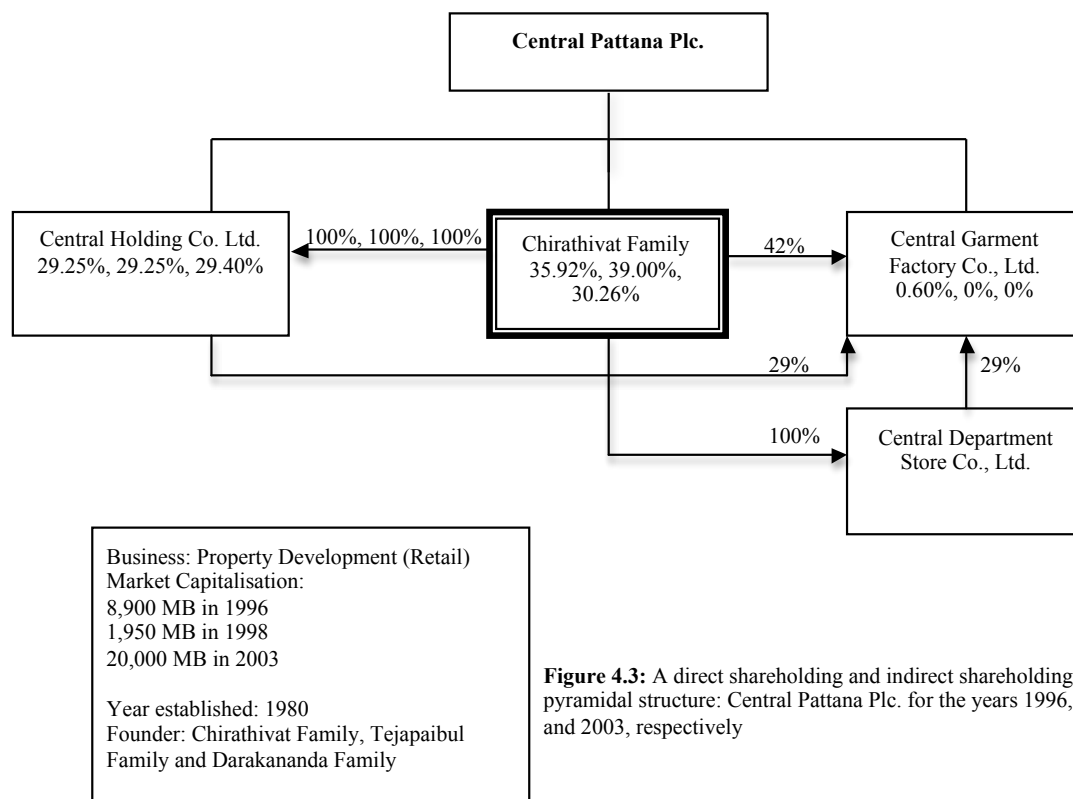 Central Pattana Plc.
Central Holding Co. Ltd.
29.25%, 29.25%, 29.40%
100%, 100%, 100%
Chirathivat Family
35.92%, 39.00%,
30.26%
42%
Central Garment
Factory Co., Ltd.
0.60%, 0%, 0%
29%
29%
100%
Central Department
Store Co., Ltd.
Business: Property Development (Retail)
Market Capitalisation:
8,900 MB in 1996
1,950 MB in 1998
20,000 MB in 2003
Year established: 1980
Founder: Chirathivat Family, Tejapaibul
Family and Darakananda Family
Figure 4.3: A direct shareholding and indirect shareholding
pyramidal structure: Central Pattana Plc. for the years 1996,
and 2003, respectively